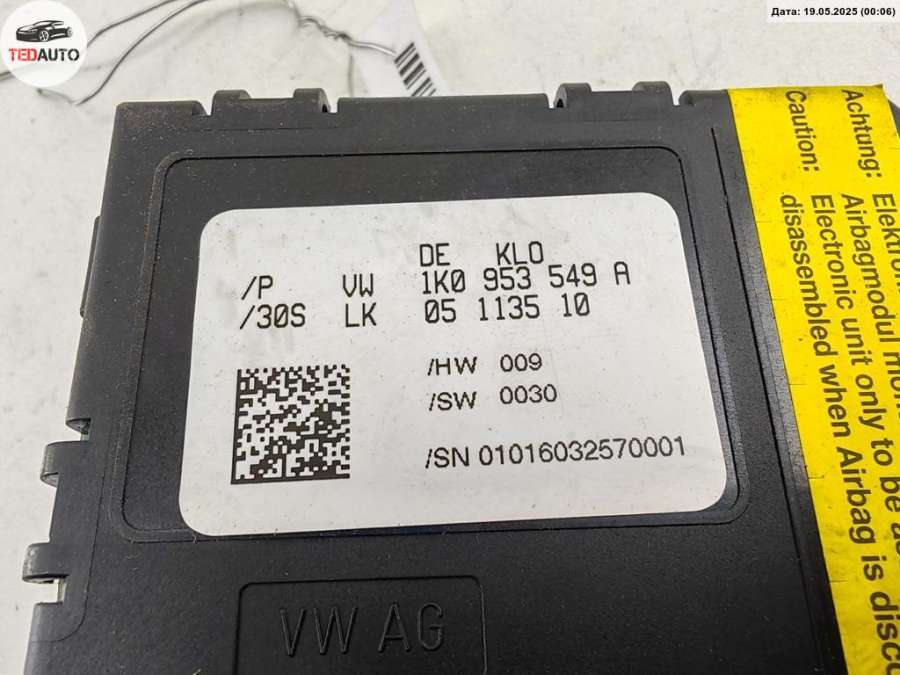 TEDAUTO
Дата: 19.05.2025 (00:06)
DE KLO
/P VW 1K0 953 549 A
/30S LK 05 1135 10
/HW 009
/SW 0030
/SN 01016032570001
VW AG
Achtung:
Airbagmodul
Caution: Electronic unit only to be
disassembled when Airbag is